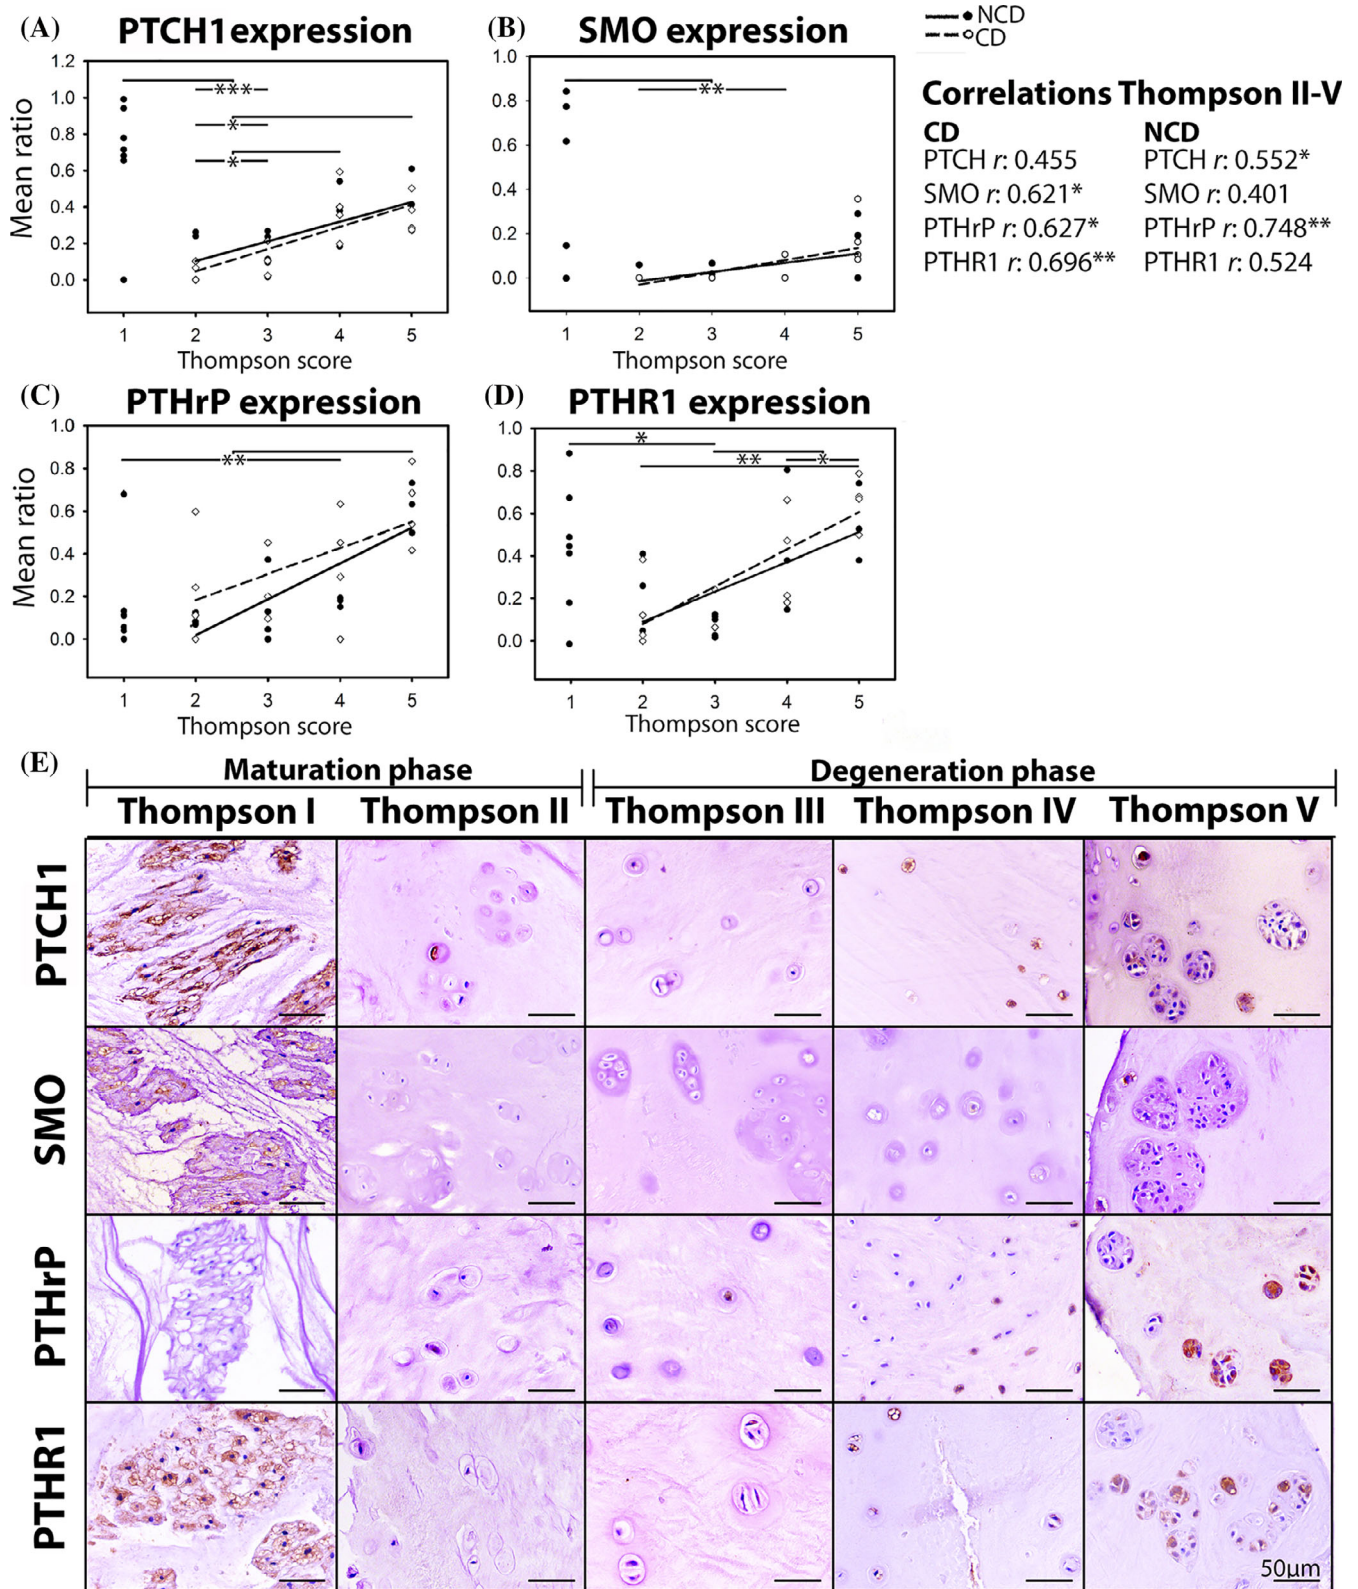 (A) PTCH1 expression
Mean ratio
1.2
1.0
0.8
0.6
0.4
0.2
0.0
***
*
*
1 2 3 4 5
Thompson score
(B) SMO expression
1.0
0.8
0.6
0.4
0.2
0.0
**
1 2 3 4 5
Thompson score
NCD
CD
Correlations Thompson II-V
CD NCD
PTCH r: 0.455 PTCH r: 0.552*
SMO r: 0.621* SMO r: 0.401
PTHrP r: 0.627* PTHrP r: 0.748**
PTHR1 r: 0.696** PTHR1 r: 0.524
(C) PTHrP expression
Mean ratio
1.0
0.8
0.6
0.4
0.2
0.0
**
1 2 3 4 5
Thompson score
(D) PTHR1 expression
1.0
0.8
0.6
0.4
0.2
0.0
*
** *
1 2 3 4 5
Thompson score
(E)
Maturation phase Degeneration phase
Thompson I Thompson II Thompson III Thompson IV Thompson V
PTCH1
SMO
PTHrP
PTHR1
50µm